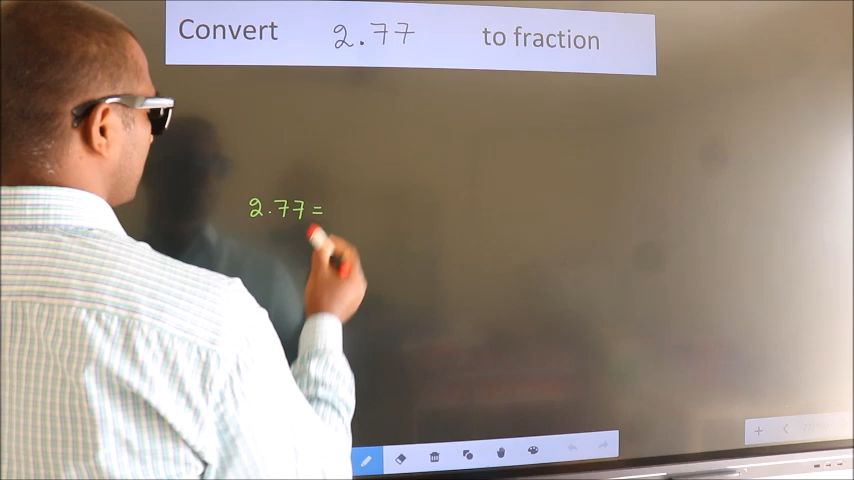 Convert 2.77 to fraction
2.77 =